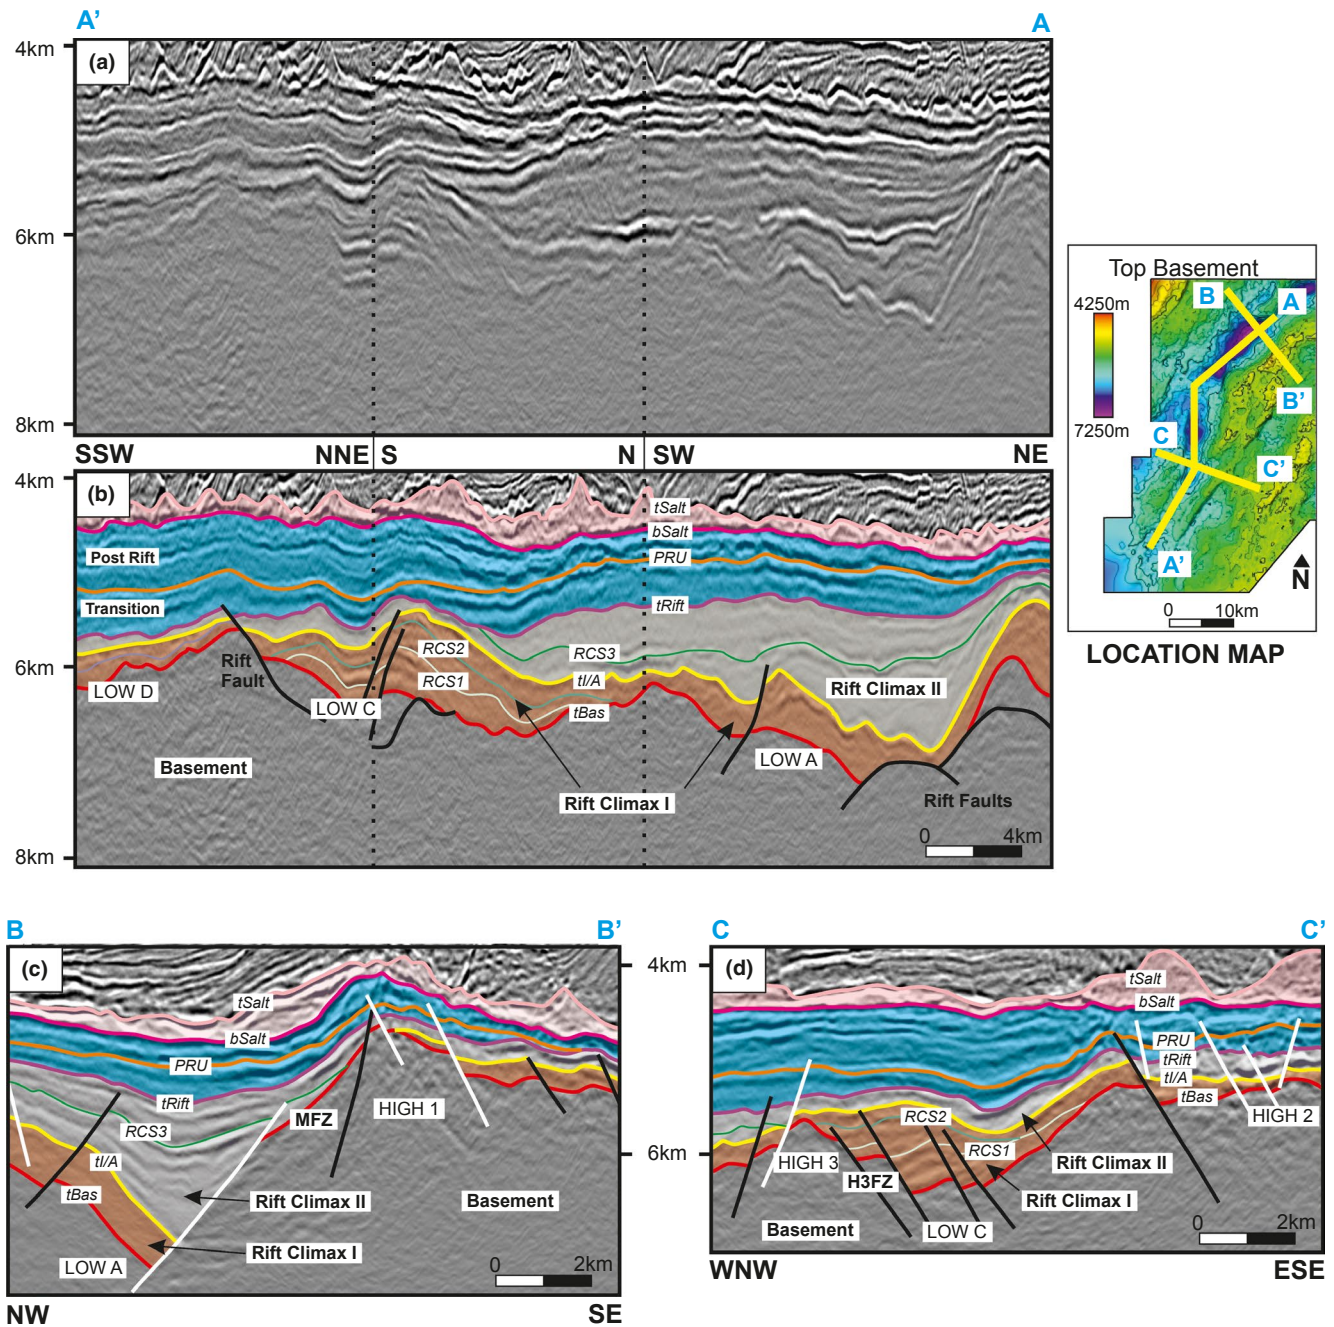 A’
A
4km
(a)
6km
8km
SSW
NNE
S
N
SW
NE
Top Basement
4250m
7250m
B
A
B’
C
C’
A’
N
0
10km
LOCATION MAP
4km
(b)
tSalt
bSalt
Post Rift
PRU
Transition
tRift
RCS2
RCS3
Rift
Fault
6km
RCS1
tI/A
Rift Climax II
LOW D
LOW C
tBas
LOW A
Basement
Rift Climax I
Rift Faults
0
4km
8km
B
B’
(c)
tSalt
bSalt
PRU
tRift
RCS3
MFZ
HIGH 1
tI/A
tBas
Rift Climax II
Basement
Rift Climax I
LOW A
0
2km
NW
SE
C
C’
4km
(d)
tSalt
bSalt
PRU
tRift
tI/A
RCS2
tBas
HIGH 2
6km
RCS1
HIGH 3
Rift Climax II
H3FZ
Rift Climax I
Basement
LOW C
0
2km
WNW
ESE